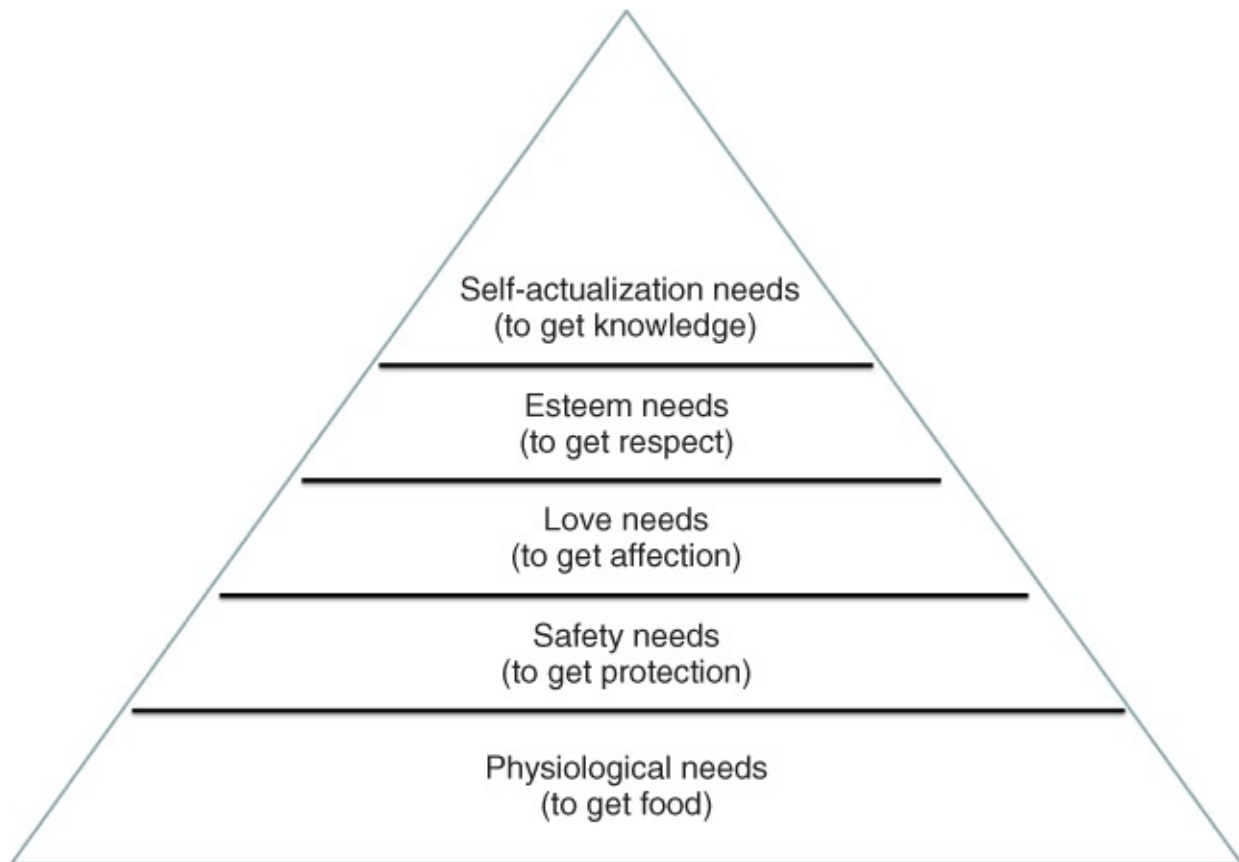 Self-actualization needs
(to get knowledge)
Esteem needs
(to get respect)
Love needs
(to get affection)
Safety needs
(to get protection)
Physiological needs
(to get food)